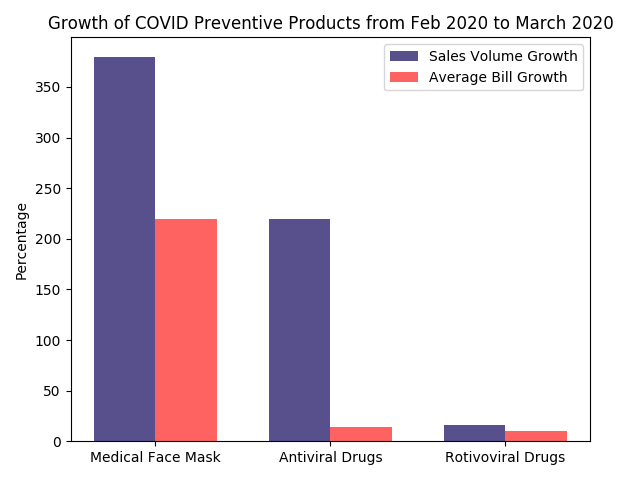 Growth of COVID Preventive Products from Feb 2020 to March 2020
Sales Volume Growth
Average Bill Growth
Percentage
350
300
250
200
150
100
50
0
Medical Face Mask
Antiviral Drugs
Rotivoviral Drugs